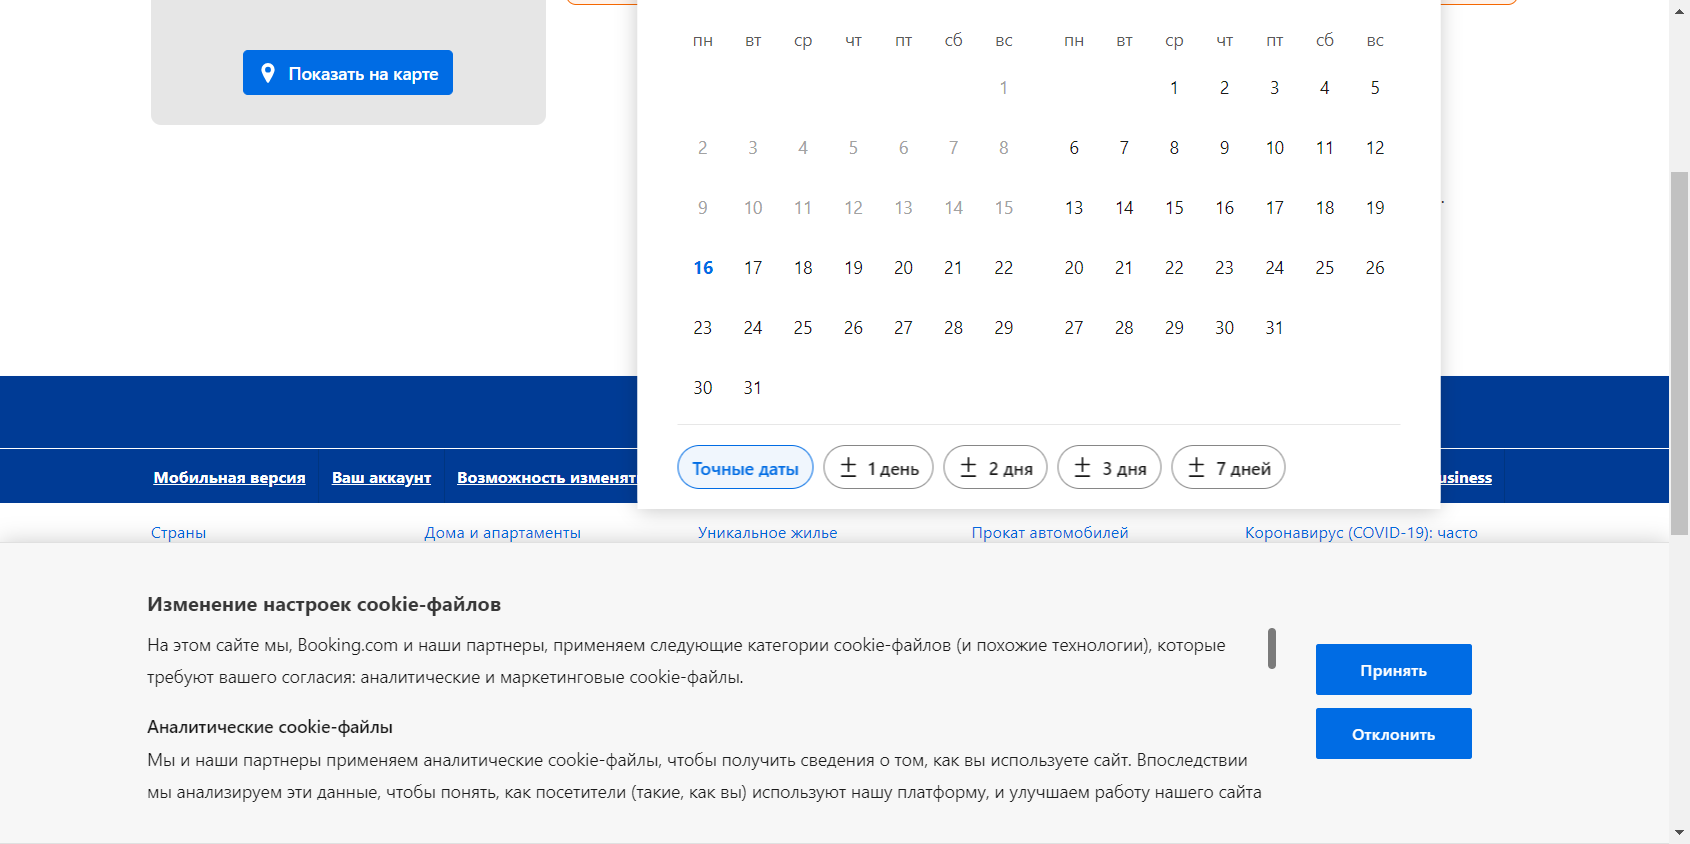 Показать на карте
пн вт ср чт пт сб вс
1
2 3 4 5 6 7 8
9 10 11 12 13 14 15
16 17 18 19 20 21 22
23 24 25 26 27 28 29
30 31
пн вт ср чт пт сб вс
1 2 3 4 5
6 7 8 9 10 11 12
13 14 15 16 17 18 19
20 21 22 23 24 25 26
27 28 29 30 31
Точные даты ± 1 день ± 2 дня ± 3 дня ± 7 дней
Мобильная версия Ваш аккаунт Возможность изменят usiness
Страны Дома и апартаменты Уникальное жилье Прокат автомобилей Коронавирус (COVID-19): часто
Изменение настроек cookie-файлов
На этом сайте мы, Booking.com и наши партнеры, применяем следующие категории cookie-файлов (и похожие технологии), которые
требуют вашего согласия: аналитические и маркетинговые cookie-файлы.
Аналитические cookie-файлы
Мы и наши партнеры применяем аналитические cookie-файлы, чтобы получить сведения о том, как вы используете сайт. Впоследствии
мы анализируем эти данные, чтобы понять, как посетители (такие, как вы) используют нашу платформу, и улучшаем работу нашего сайта
Принять
Отклонить